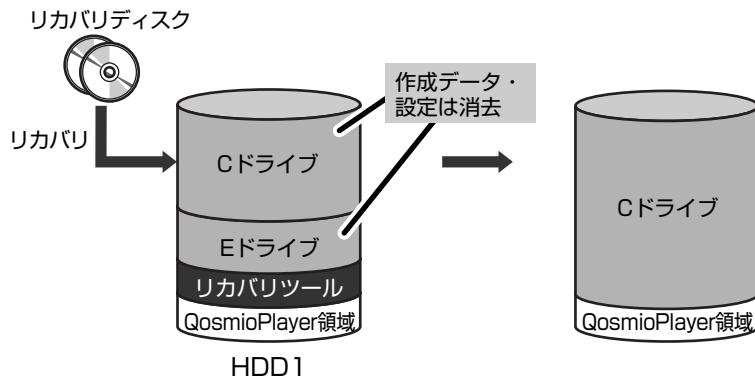 リカバリディスク
作成データ・
設定は消去
リカバリ
Cドライブ
Eドライブ
リカバリツール
QosmioPlayer領域
HDD1
Cドライブ
QosmioPlayer領域